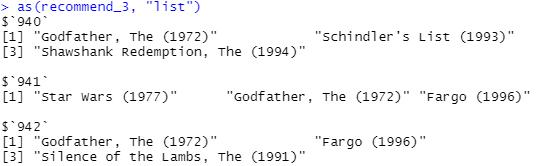 > as(recommend_3, "list")
$`940`
[1] "Godfather, The (1972)"           "Schindler's List (1993)"
[3] "Shawshank Redemption, The (1994)"
$`941`
[1] "Star Wars (1977)"      "Godfather, The (1972)" "Fargo (1996)"
$`942`
[1] "Godfather, The (1972)"           "Fargo (1996)"
[3] "Silence of the Lambs, The (1991)"